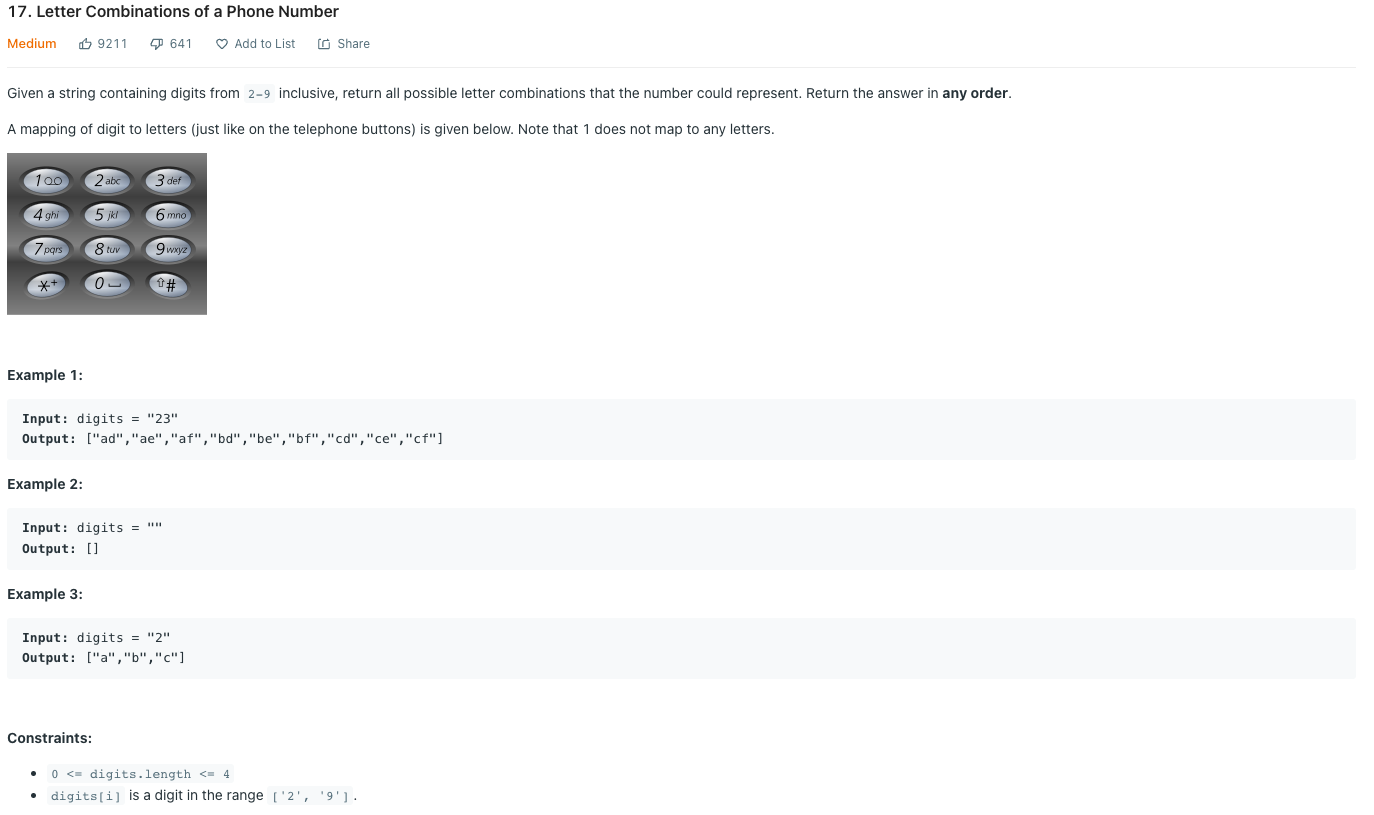 17. Letter Combinations of a Phone Number
Medium 9211 641 Add to List Share
Given a string containing digits from 2-9 inclusive, return all possible letter combinations that the number could represent. Return the answer in any order.
A mapping of digit to letters (just like on the telephone buttons) is given below. Note that 1 does not map to any letters.
1 2 abc 3 def
4 ghi 5 jkl 6 mno
7 pqrs 8 tuv 9 wxyz
*+ 0 #
Example 1:
Input: digits = "23"
Output: ["ad","ae","af","bd","be","bf","cd","ce","cf"]
Example 2:
Input: digits = ""
Output: []
Example 3:
Input: digits = "2"
Output: ["a","b","c"]
Constraints:
0 <= digits.length <= 4
digits[i] is a digit in the range ['2', '9'].